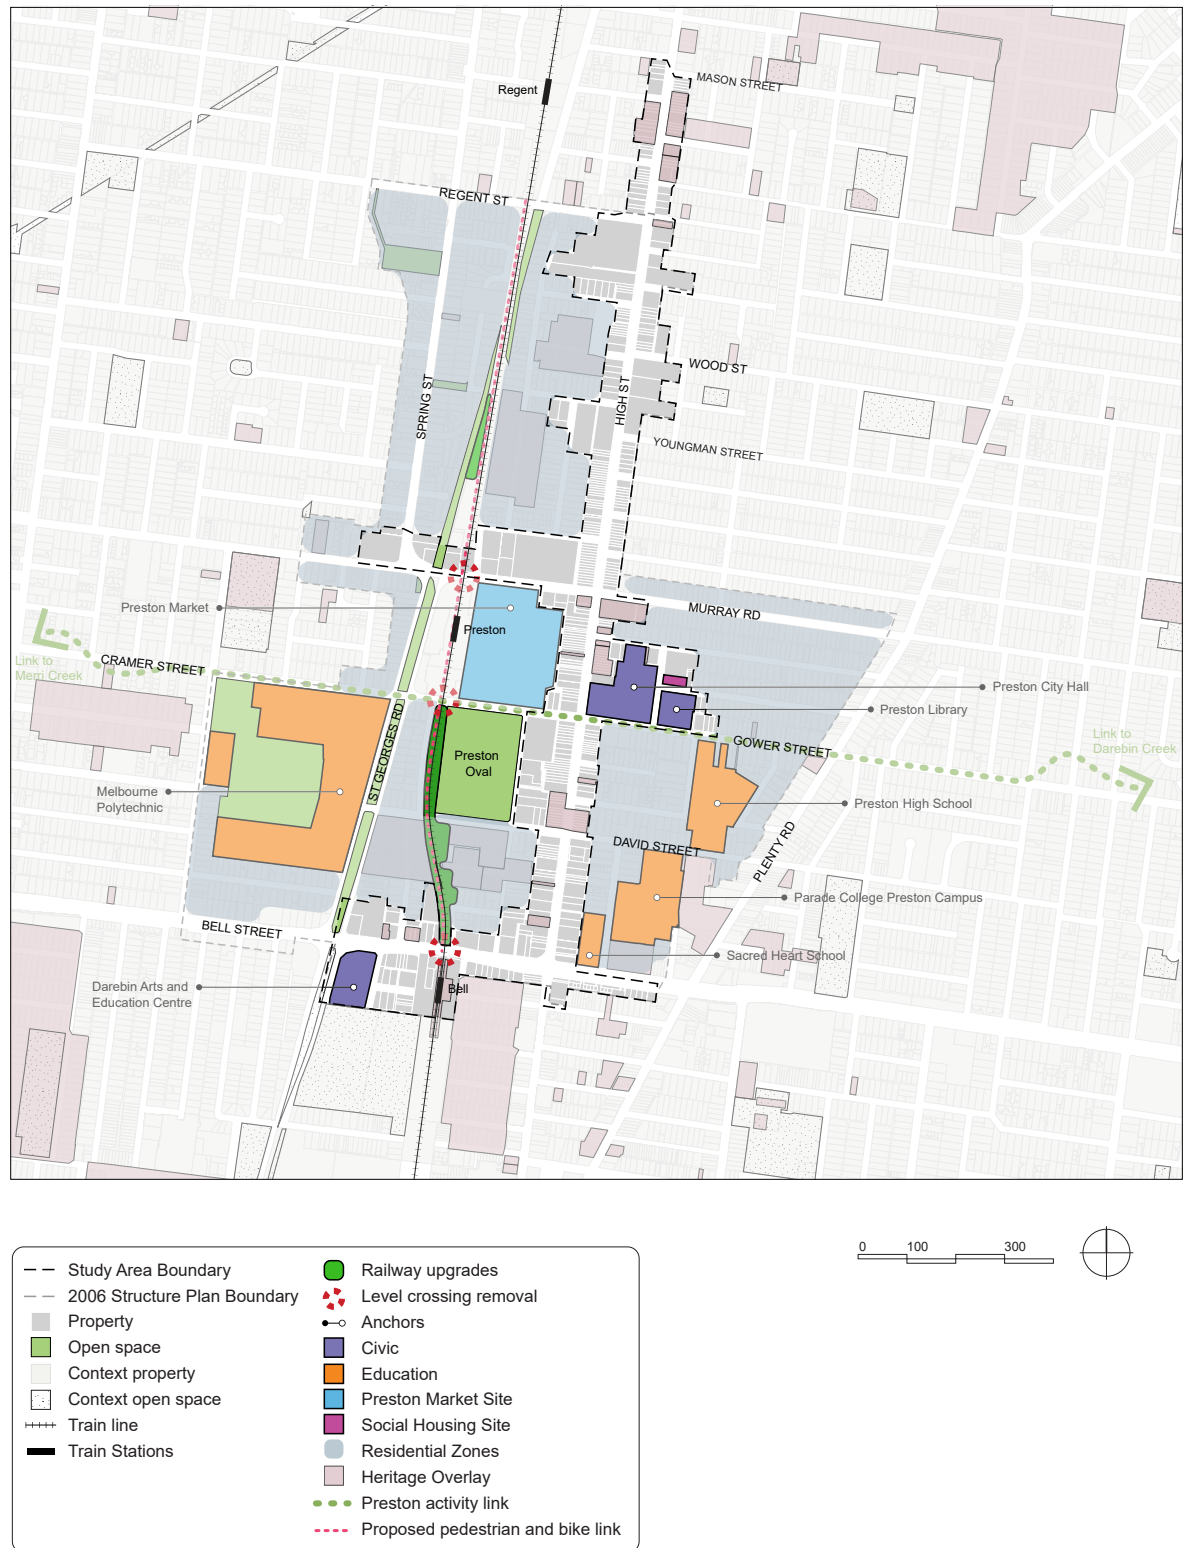 Regent
MASON STREET
REGENT ST
WOOD ST
SPRING ST
HIGH ST
YOUNGMAN STREET
Preston Market
MURRAY RD
Preston
Link to
Merri Creek
CRAMER STREET
Preston City Hall
Preston Library
ST GEORGES RD
GOWER STREET
Link to
Darebin Creek
Preston
Oval
Melbourne
Polytechnic
Preston High School
DAVID STREET
PLENTY RD
Parade College Preston Campus
BELL STREET
Sacred Heart School
Darebin Arts and
Education Centre
Bell
0 100 300
Study Area Boundary
2006 Structure Plan Boundary
Property
Open space
Context property
Context open space
Train line
Train Stations
Railway upgrades
Level crossing removal
Anchors
Civic
Education
Preston Market Site
Social Housing Site
Residential Zones
Heritage Overlay
Preston activity link
Proposed pedestrian and bike link